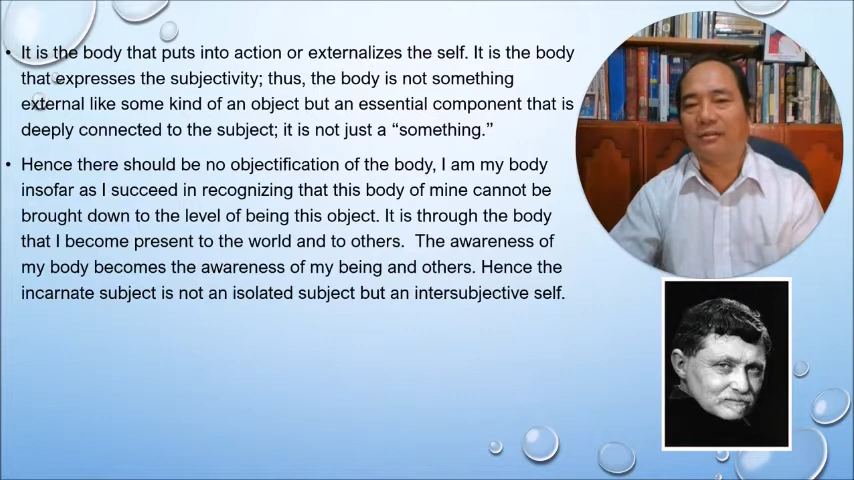 • It is the body that puts into action or externalizes the self. It is the body
that expresses the subjectivity; thus, the body is not something
external like some kind of an object but an essential component that is
deeply connected to the subject; it is not just a “something.”
• Hence there should be no objectification of the body, I am my body
insofar as I succeed in recognizing that this body of mine cannot be
brought down to the level of being this object. It is through the body
that I become present to the world and to others. The awareness of
my body becomes the awareness of my being and others. Hence the
incarnate subject is not an isolated subject but an intersubjective self.